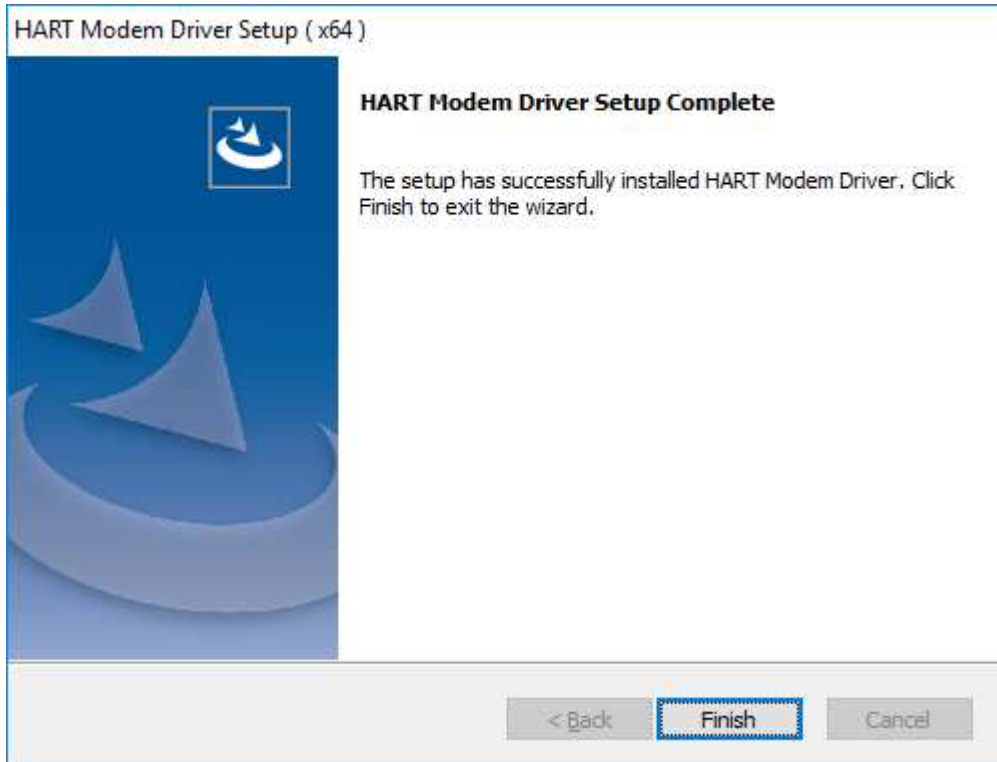 HART Modem Driver Setup ( x64 )
HART Modem Driver Setup Complete
The setup has successfully installed HART Modem Driver. Click
Finish to exit the wizard.
< Back
Finish
Cancel